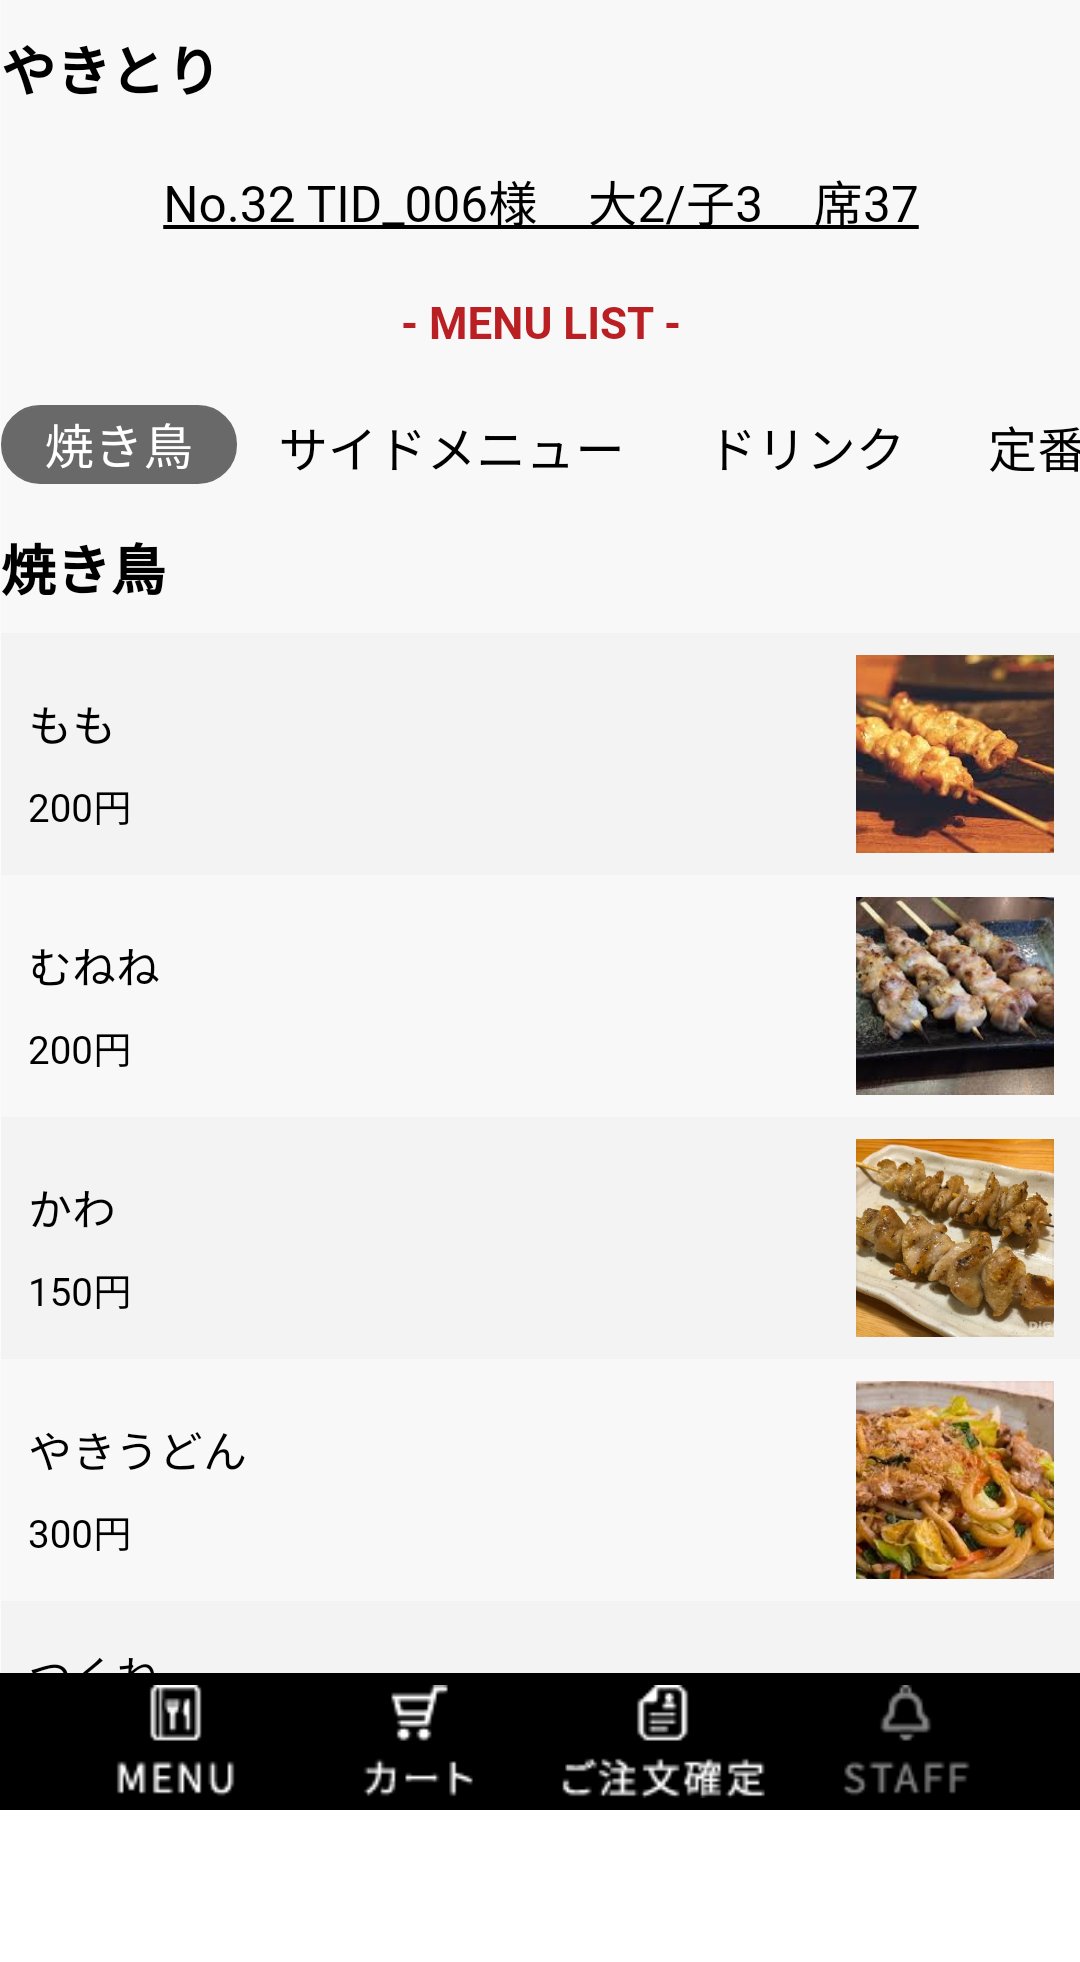 やきとり
No.32 TID_006様　大2/子3　席37
- MENU LIST -
焼き鳥 サイドメニュー ドリンク 定番
焼き鳥
もも
200円
むねね
200円
かわ
150円
やきうどん
300円
MENU カート ご注文確定 STAFF